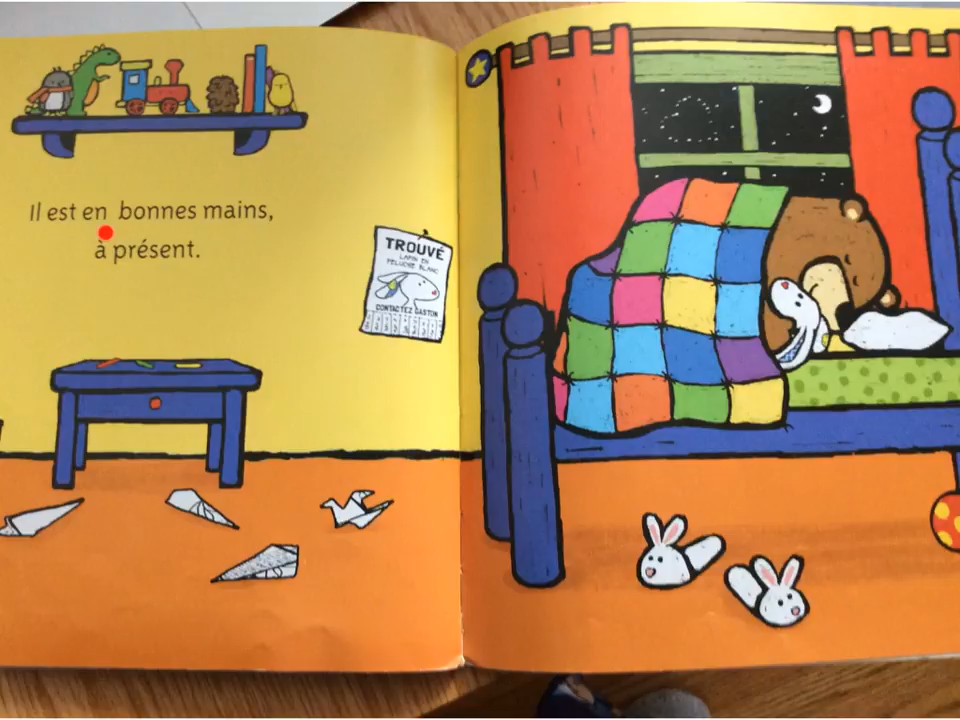 Il est en bonnes mains,
à présent.
TROUVÉ
LAPIN EN
PELUCHE BLANC
CONTACTEZ GASTON